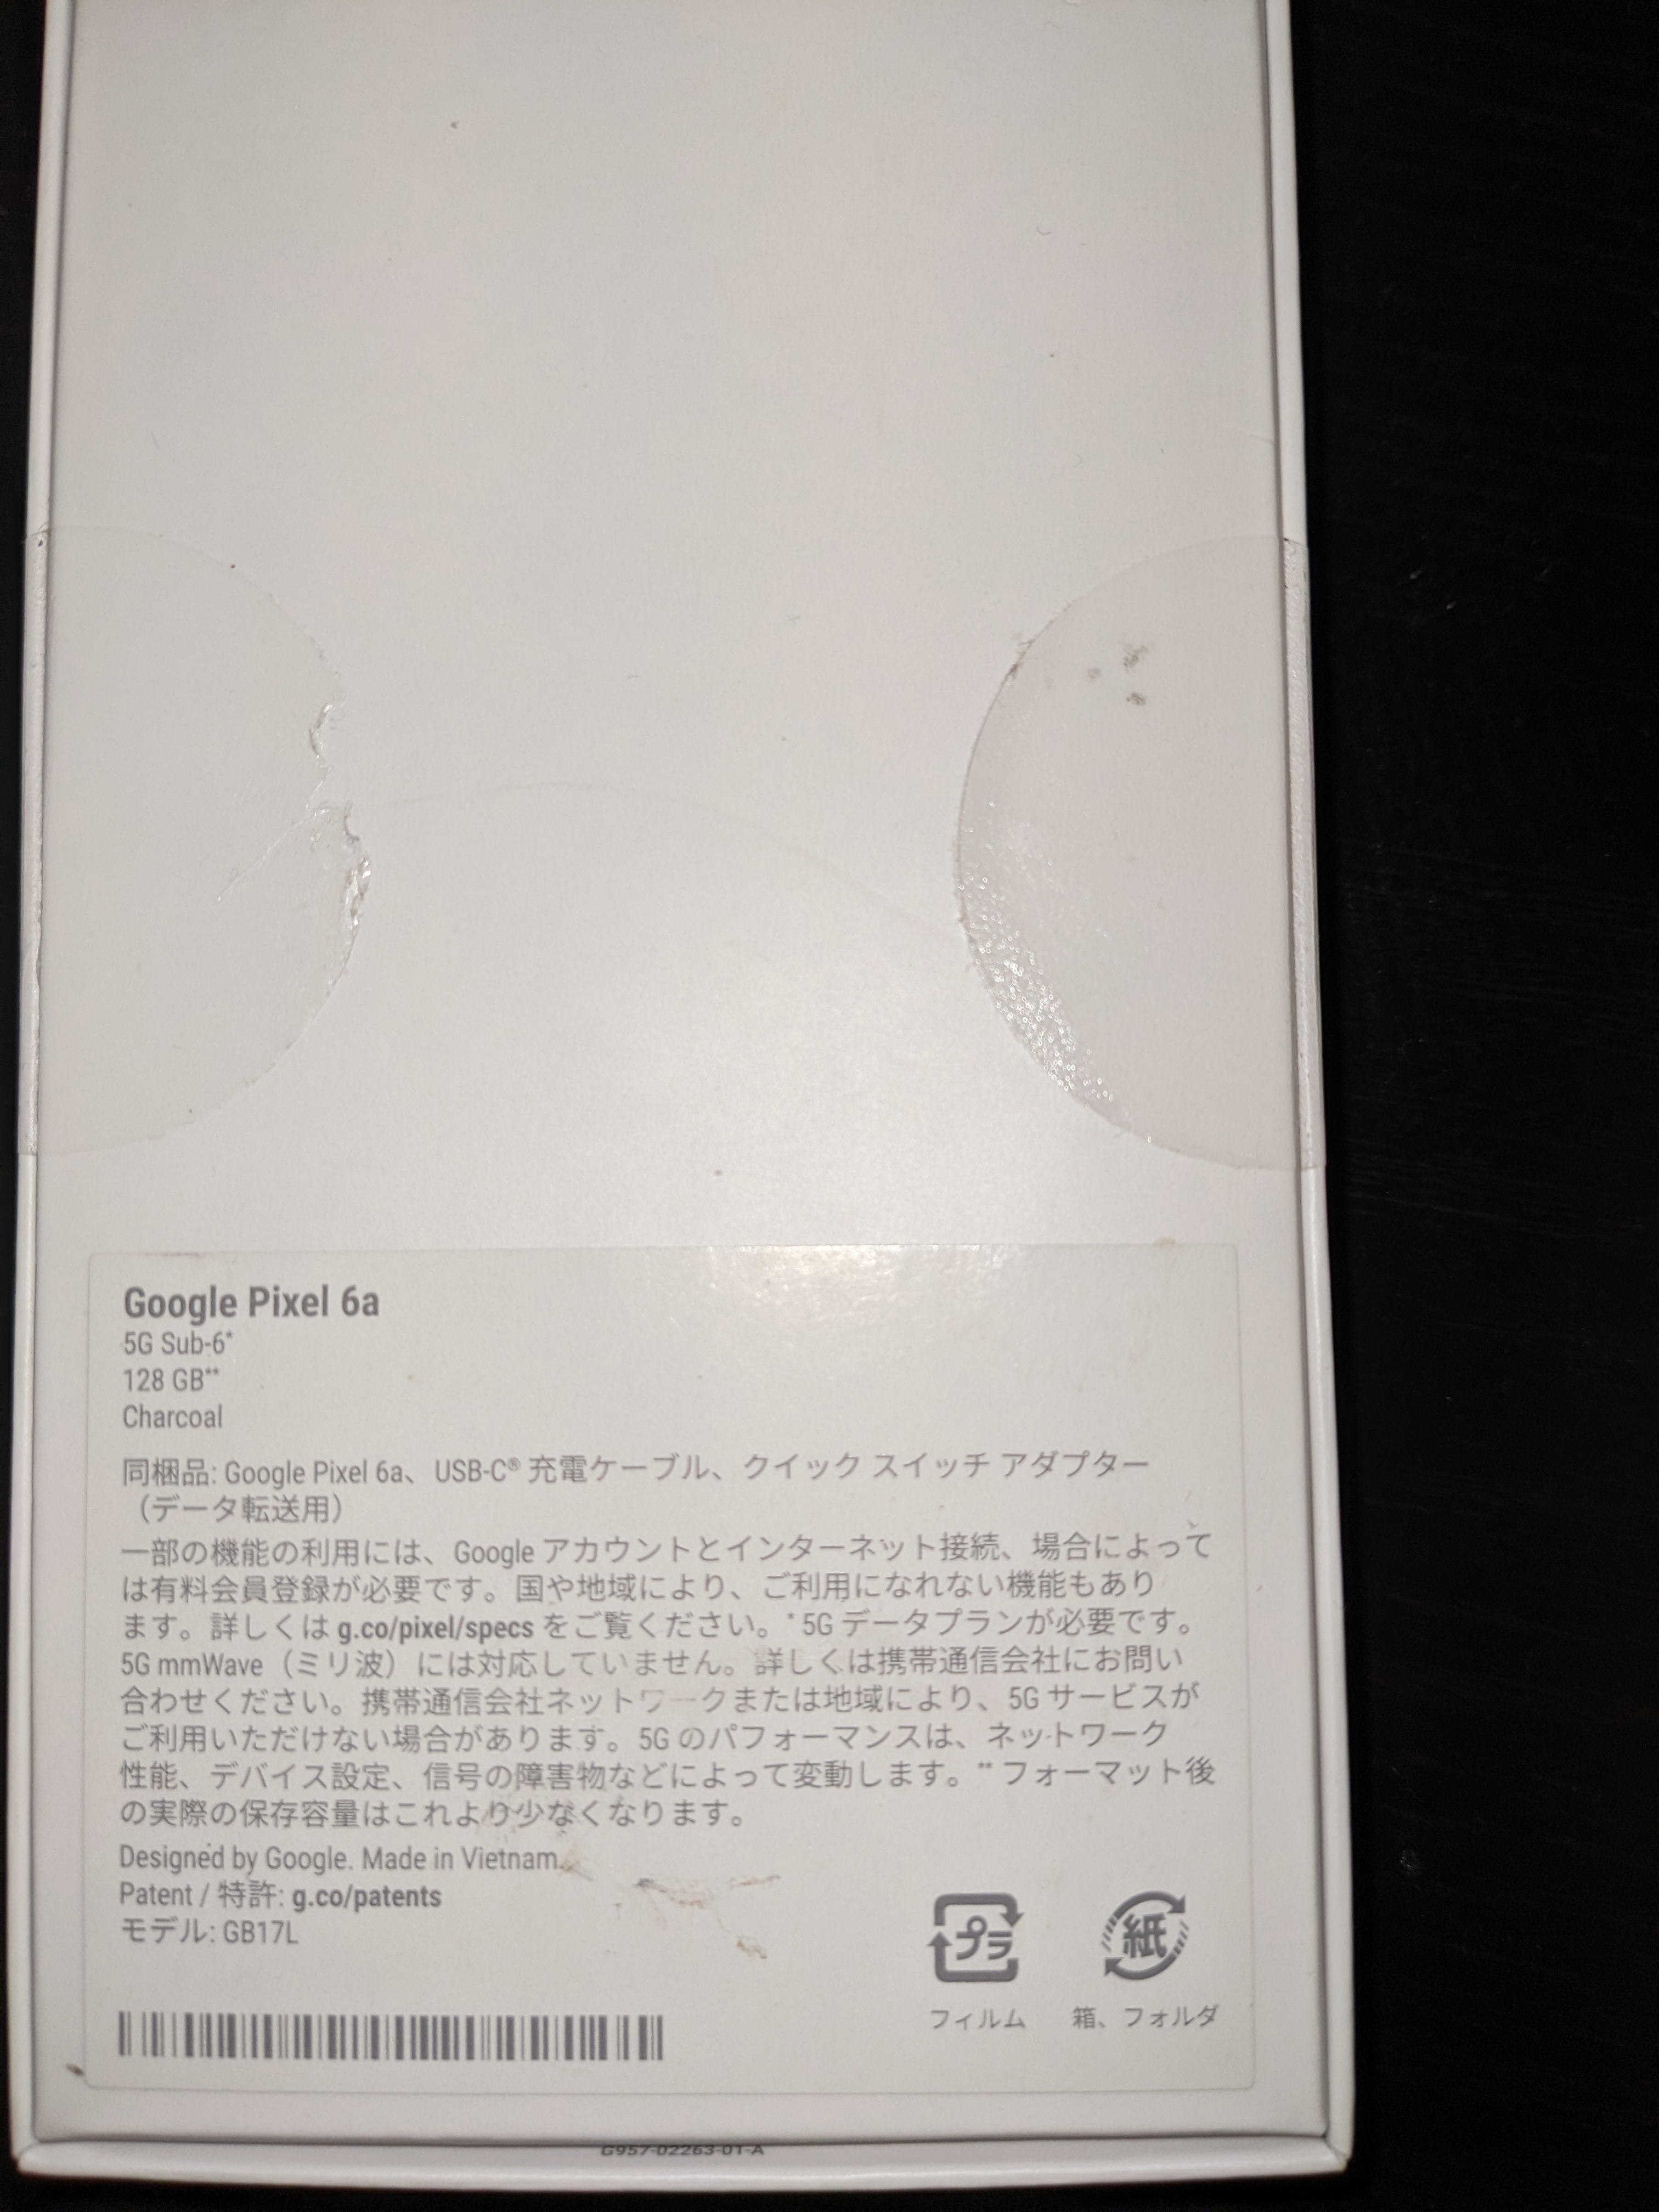 Google Pixel 6a
5G Sub-6*
128 GB**
Charcoal
同梱品: Google Pixel 6a、USB-C® 充電ケーブル、クイック スイッチ アダプター
（データ転送用）
一部の機能の利用には、Google アカウントとインターネット接続、場合によって
は有料会員登録が必要です。国や地域により、ご利用になれない機能もあり
ます。詳しくは g.co/pixel/specs をご覧ください。* 5G データプランが必要です。
5G mmWave（ミリ波）には対応していません。詳しくは携帯通信会社にお問い
合わせください。携帯通信会社ネットワークまたは地域により、5G サービスが
ご利用いただけない場合があります。5G のパフォーマンスは、ネットワーク
性能、デバイス設定、信号の障害物などによって変動します。** フォーマット後
の実際の保存容量はこれより少なくなります。
Designed by Google. Made in Vietnam.
Patent / 特許: g.co/patents
モデル: GB17L
プラ
紙
フィルム
箱、フォルダ
G957-02263-01-A